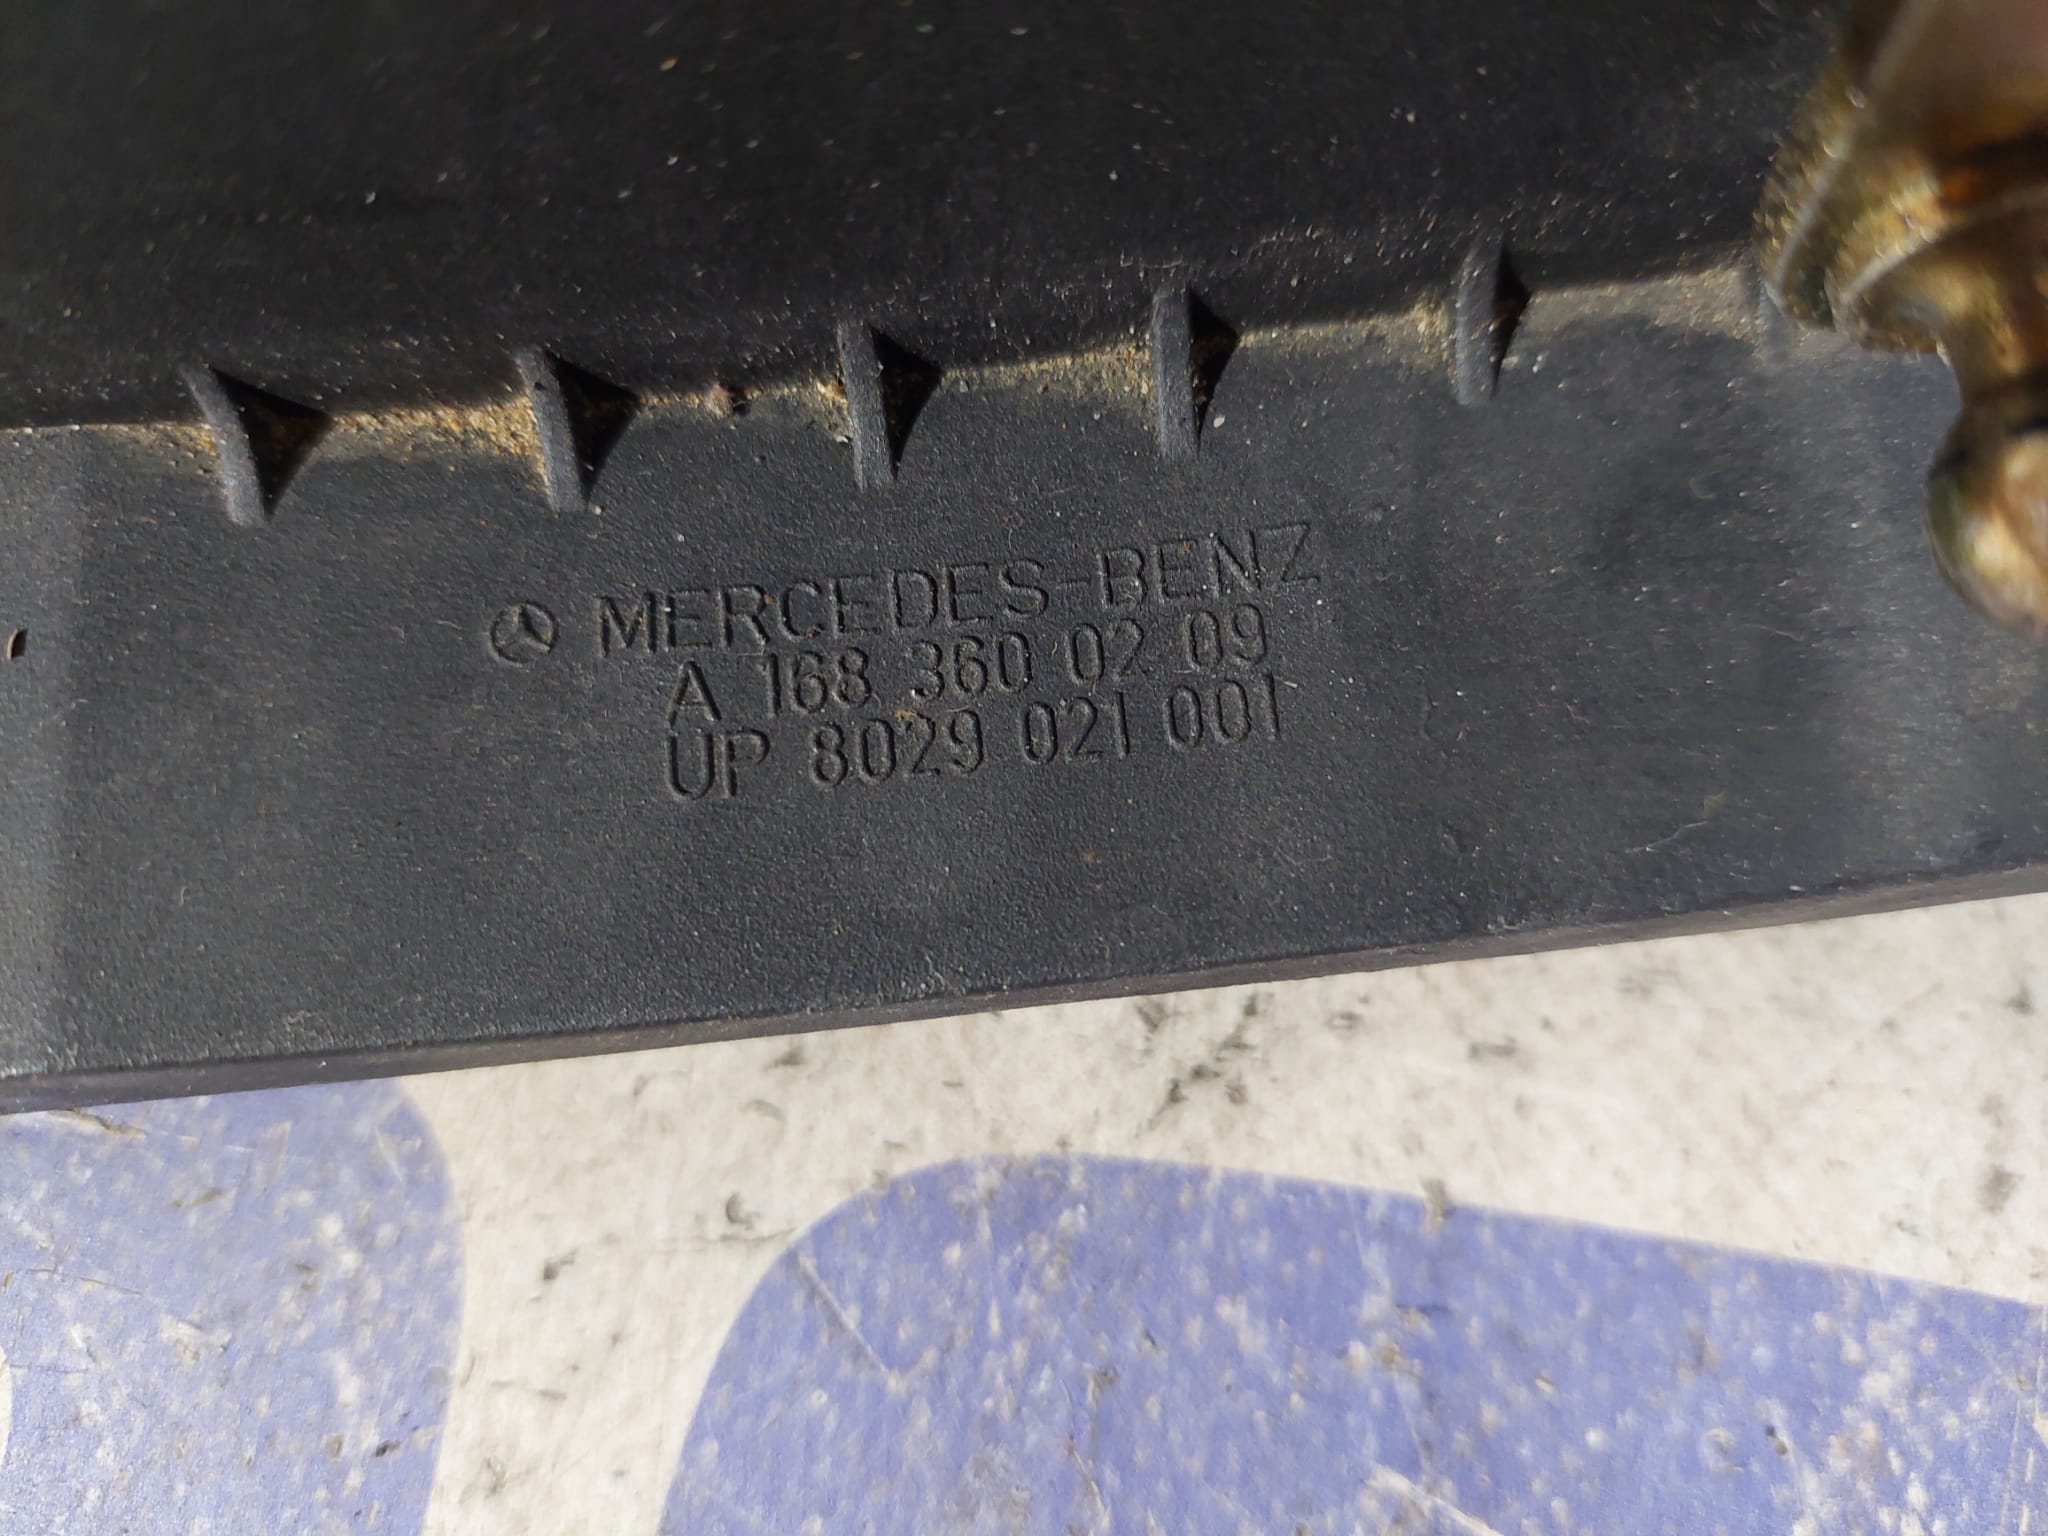 MERCEDES-BENZ
A 168 360 02 09
UP 8029 021 001